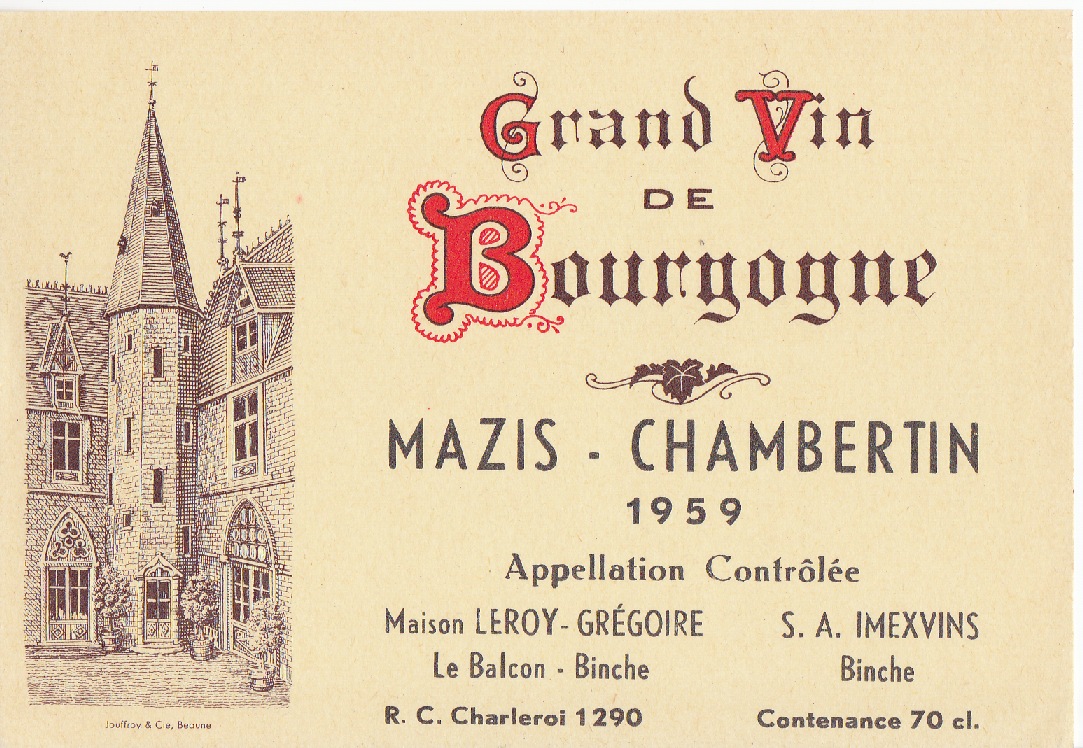 Grand Vin
DE
Bourgogne
MAZIS - CHAMBERTIN
1959
Appellation Contrôlée
Maison LEROY-GRÉGOIRE
Le Balcon - Binche
R. C. Charleroi 1290
S. A. IMEXVINS
Binche
Contenance 70 cl.
Jouffroy & Cie, Beaune